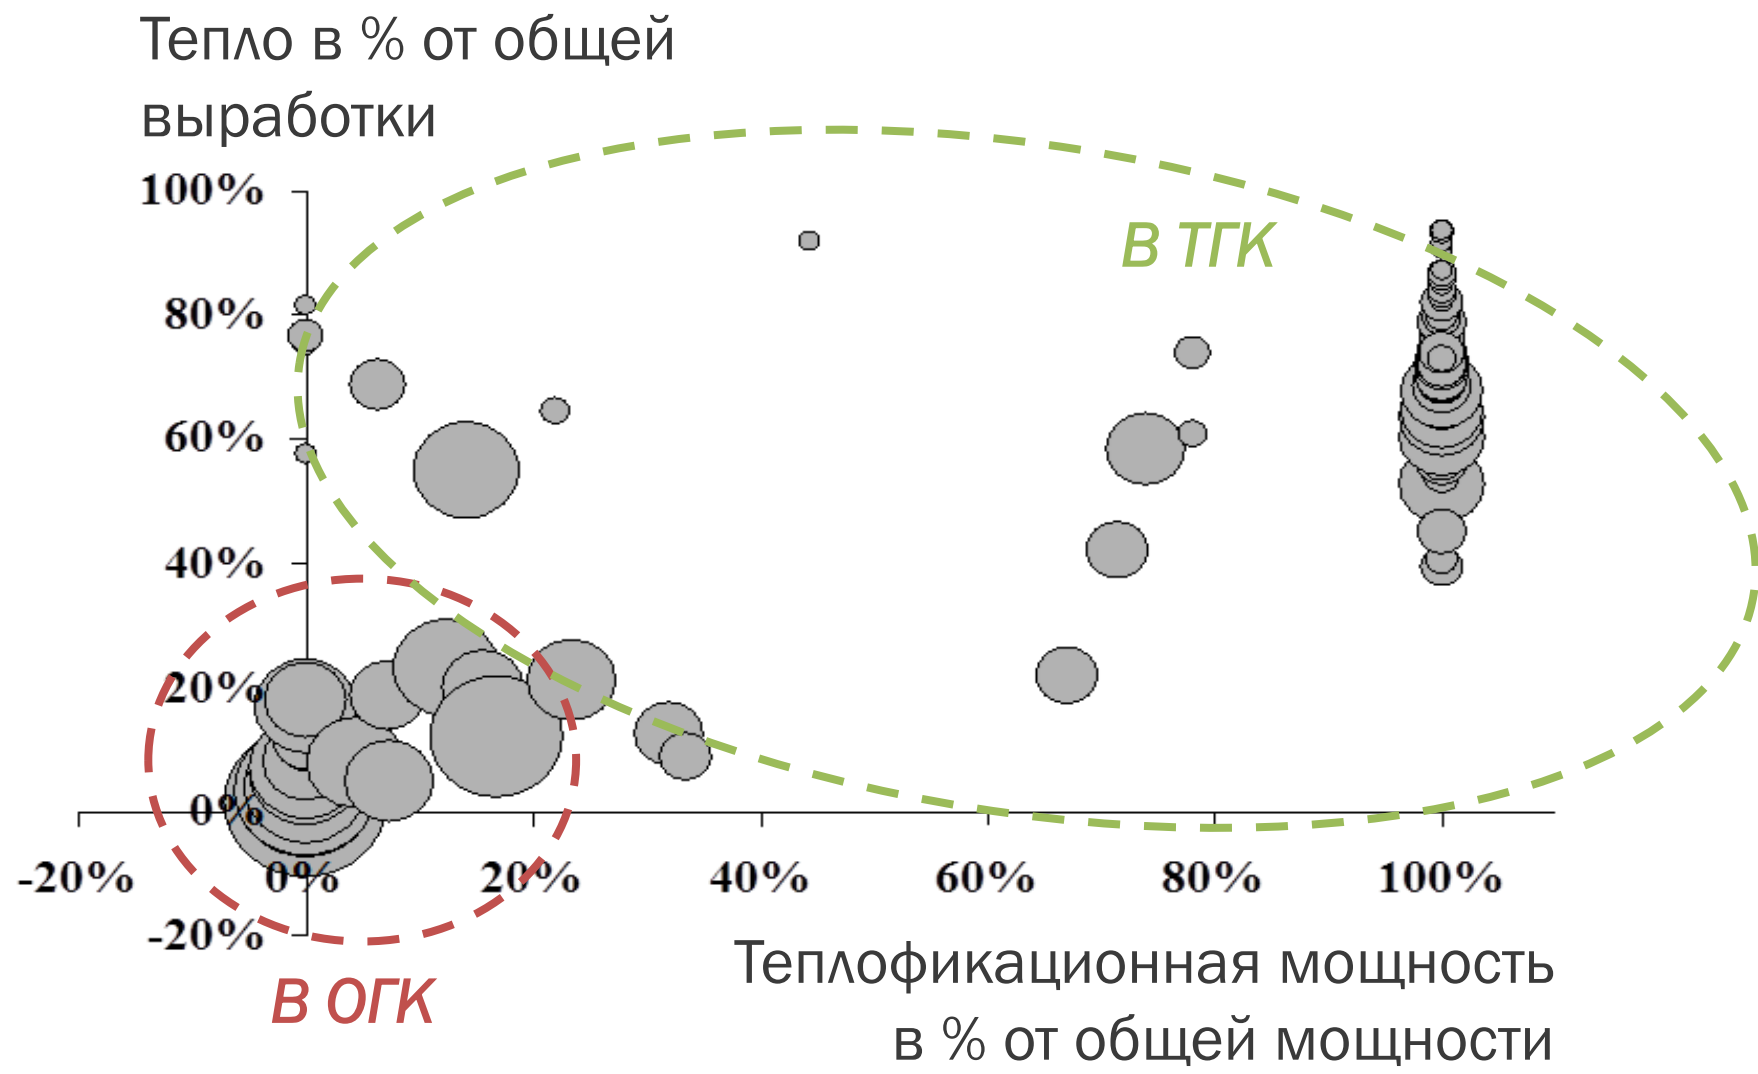 Тепло в % от общей
выработки
100%
В ТГК
80%
60%
40%
20%
0%
-20% 0% 20% 40% 60% 80% 100%
-20%
Теплофикационная мощность
В ОГК
в % от общей мощности